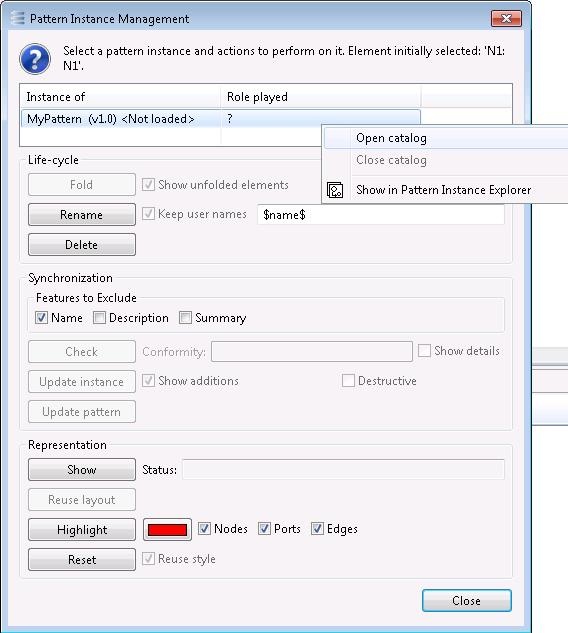 Pattern Instance Management
Select a pattern instance and actions to perform on it. Element initially selected: 'N1:
N1'.
Instance of Role played
MyPattern (v1.0) <Not loaded> ?
Open catalog
Close catalog
Show in Pattern Instance Explorer
Life-cycle
Fold Show unfolded elements
Rename Keep user names $name$
Delete
Synchronization
Features to Exclude
Name Description Summary
Check Conformity: Show details
Update instance Show additions Destructive
Update pattern
Representation
Show Status:
Reuse layout
Highlight Nodes Ports Edges
Reset Reuse style
Close